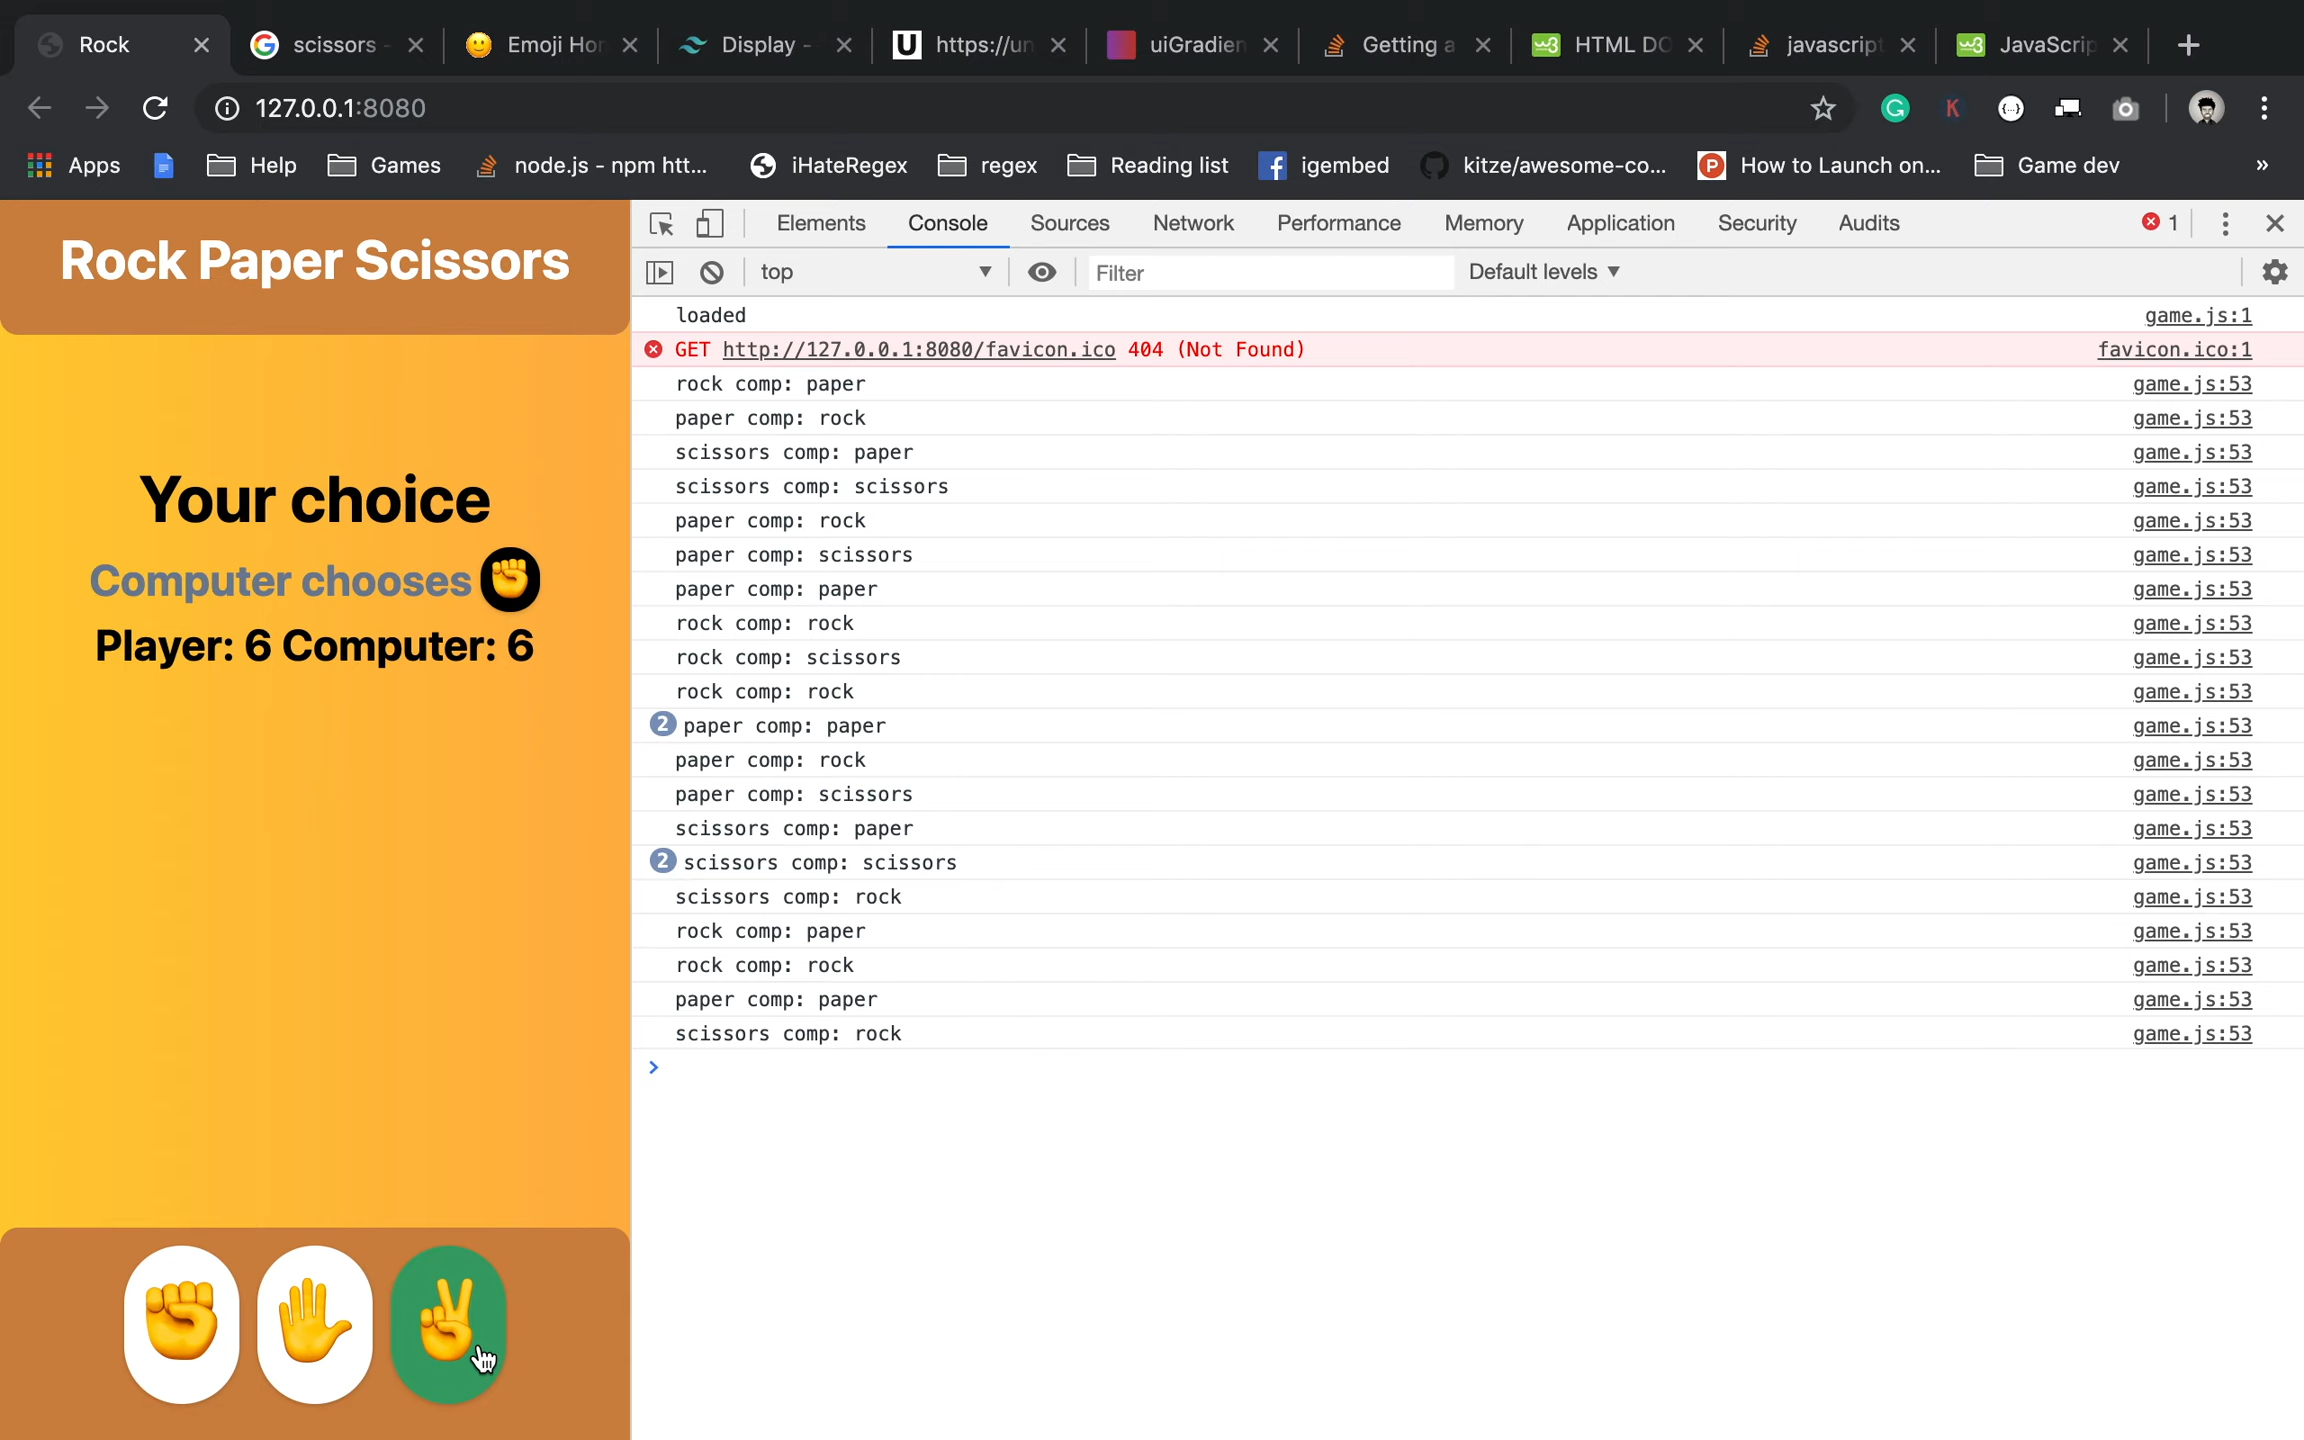 Rock
scissors -
Emoji Hor
Display -
https://un
uiGradien
Getting a
HTML DO
javascript
JavaScrip
127.0.0.1:8080
Apps
Help
Games
node.js - npm htt...
iHateRegex
regex
Reading list
igembed
kitze/awesome-co...
How to Launch on...
Game dev
»
Rock Paper Scissors
Your choice
Computer chooses
Player: 6 Computer: 6
Elements Console Sources Network Performance Memory Application Security Audits 1
top Filter Default levels
loaded game.js:1
GET http://127.0.0.1:8080/favicon.ico 404 (Not Found) favicon.ico:1
rock comp: paper game.js:53
paper comp: rock game.js:53
scissors comp: paper game.js:53
scissors comp: scissors game.js:53
paper comp: rock game.js:53
paper comp: scissors game.js:53
paper comp: paper game.js:53
rock comp: rock game.js:53
rock comp: scissors game.js:53
rock comp: rock game.js:53
2 paper comp: paper game.js:53
paper comp: rock game.js:53
paper comp: scissors game.js:53
scissors comp: paper game.js:53
2 scissors comp: scissors game.js:53
scissors comp: rock game.js:53
rock comp: paper game.js:53
rock comp: rock game.js:53
paper comp: paper game.js:53
scissors comp: rock game.js:53